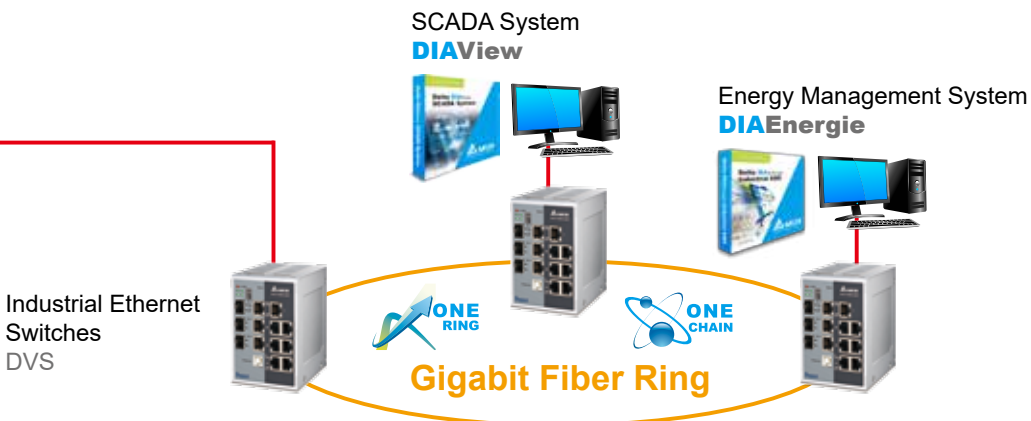 SCADA System
DIAView
Energy Management System
DIAEnergie
Industrial Ethernet
Switches
DVS
ONE
RING
ONE
CHAIN
Gigabit Fiber Ring